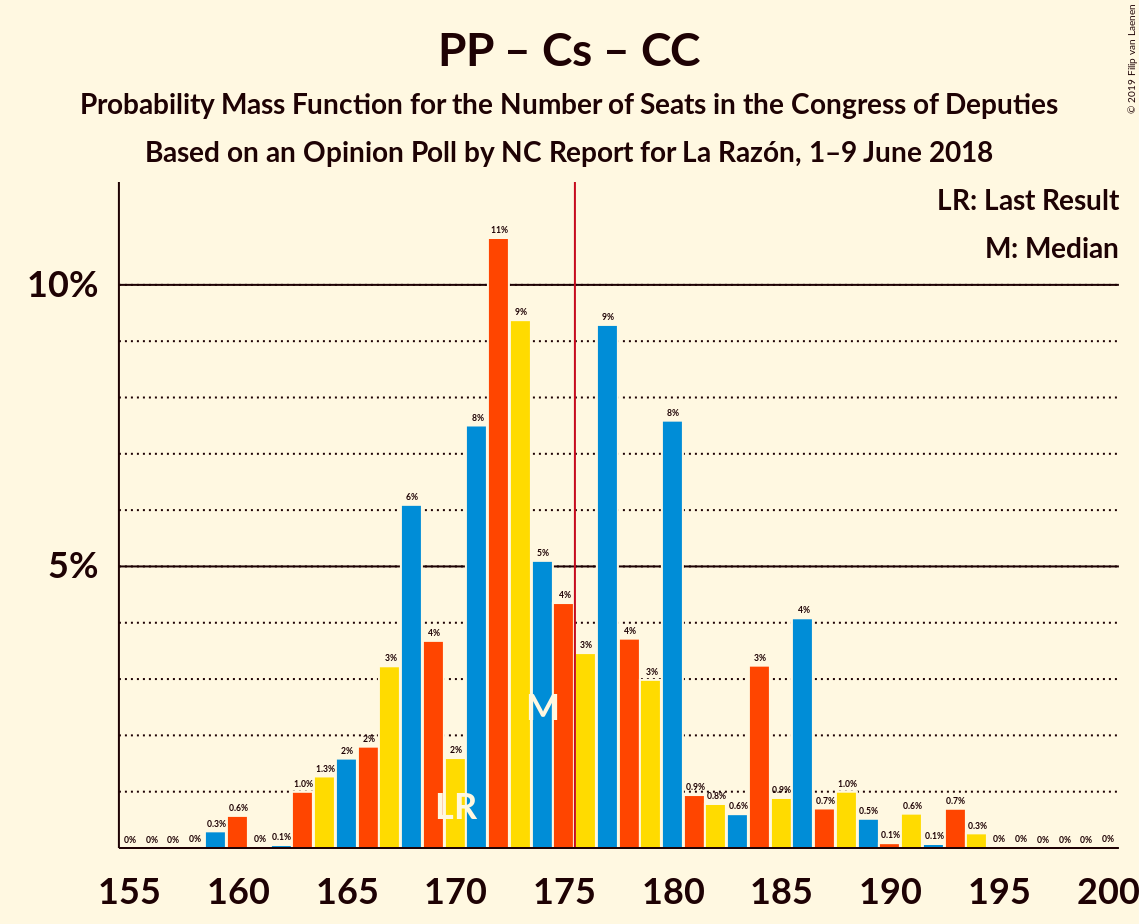 PP – Cs – CC
Probability Mass Function for the Number of Seats in the Congress of Deputies
Based on an Opinion Poll by NC Report for La Razón, 1–9 June 2018
© 2019 Filip van Laenen
LR: Last Result
M: Median
10%
5%
0% 0% 0% 0% 0.3% 0.6% 0% 0.1% 1.0% 1.3% 2% 2% 3% 6% 4% 2% 8% 11% 9% 5% 4% 3% 9% 4% 3% 8% 0.9% 0.8% 0.6% 3% 0.9% 4% 0.7% 1.0% 0.5% 0.1% 0.6% 0.1% 0.7% 0.3% 0% 0% 0% 0% 0% 0%
M
LR
155 160 165 170 175 180 185 190 195 200